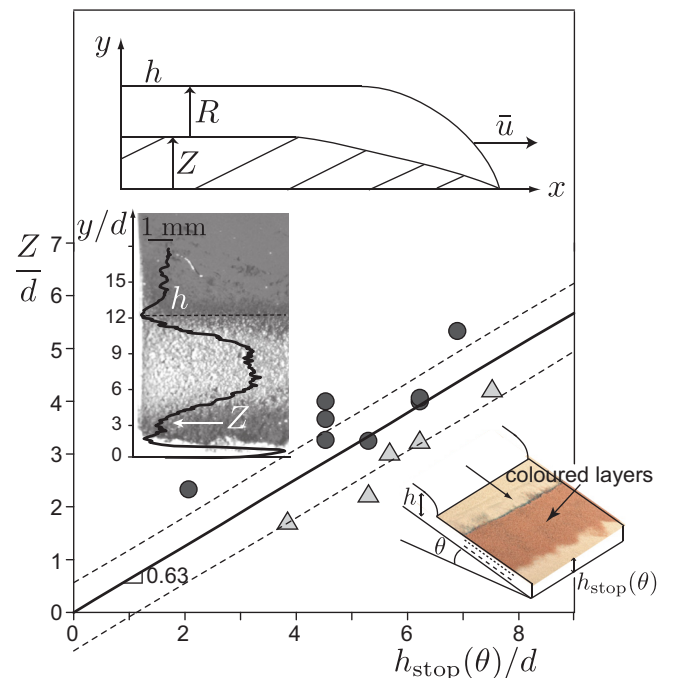 y
h
R
Z
ū
x
y/d
1 mm
15
12
9
6
3
0
h
Z
Z/d
7
6
5
4
3
2
1
0
0.63
coloured layers
h
θ
h_stop(θ)
0 2 4 6 8
h_stop(θ)/d